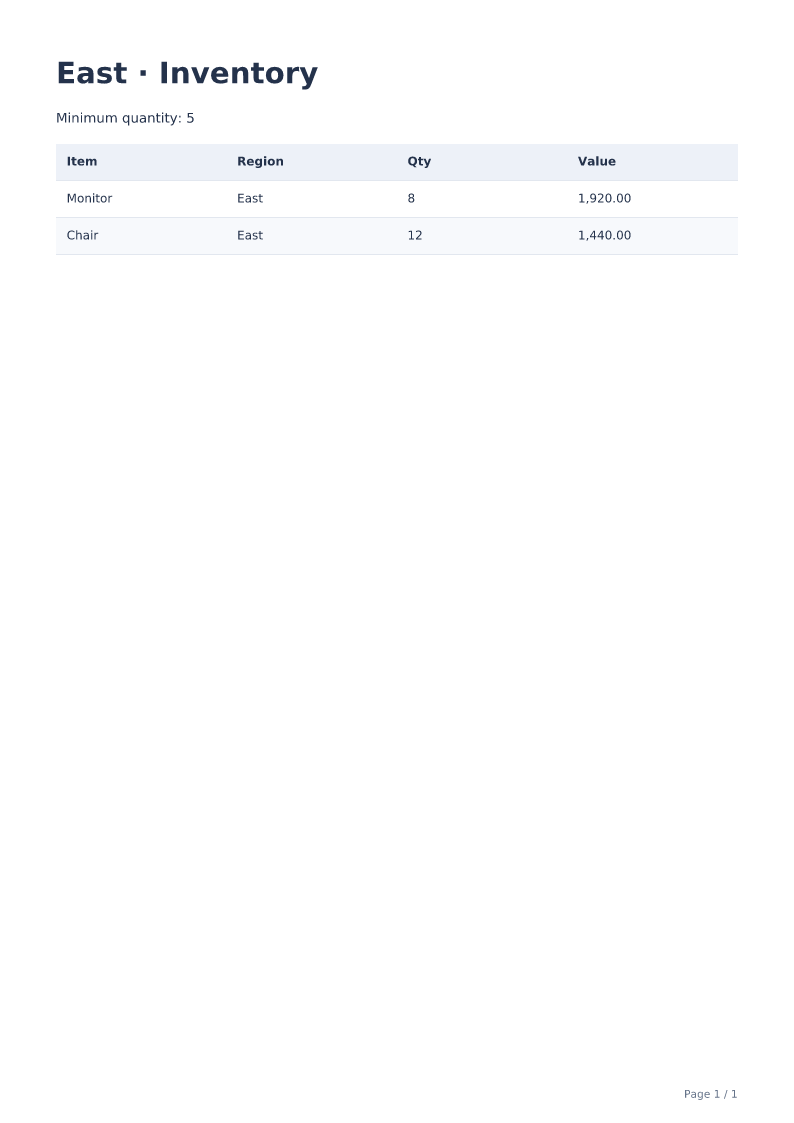 East · Inventory
Minimum quantity: 5
Item Region Qty Value
Monitor East 8 1,920.00
Chair East 12 1,440.00
Page 1 / 1